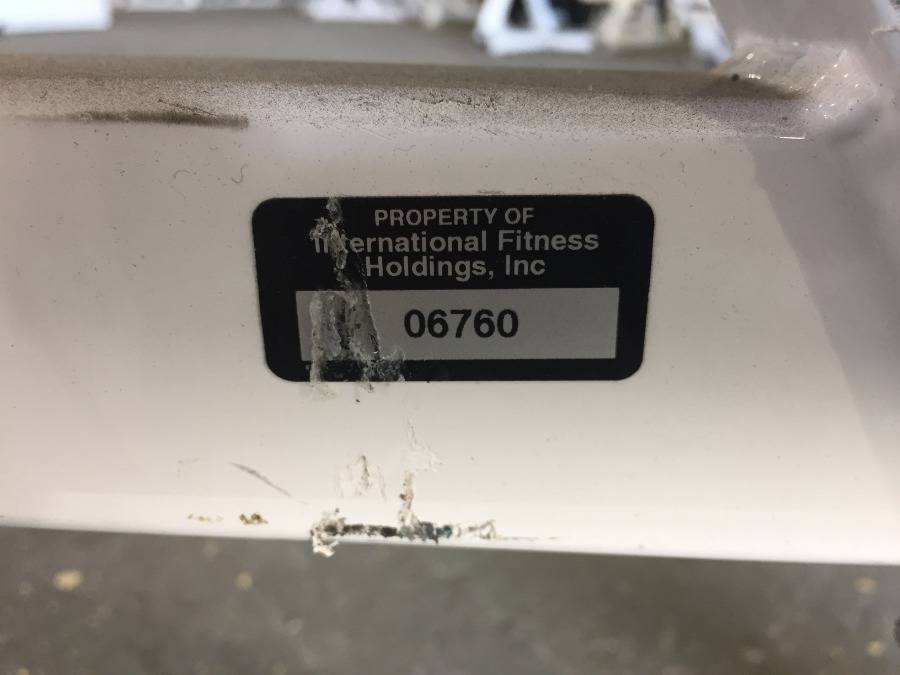 PROPERTY OF
International Fitness
Holdings, Inc
06760